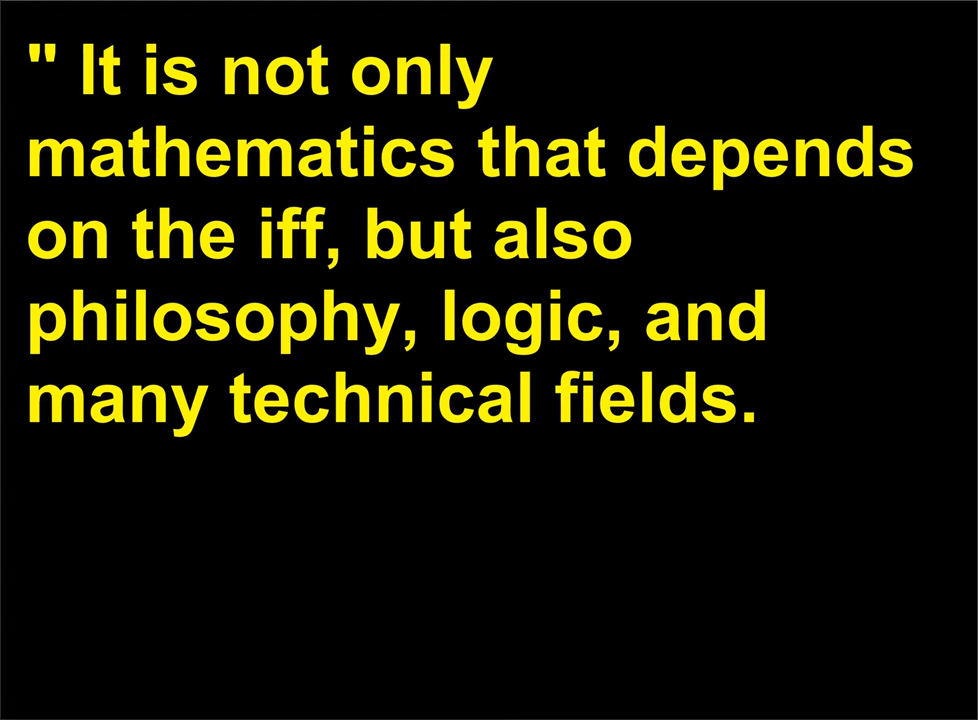 " It is not only
mathematics that depends
on the iff, but also
philosophy, logic, and
many technical fields.